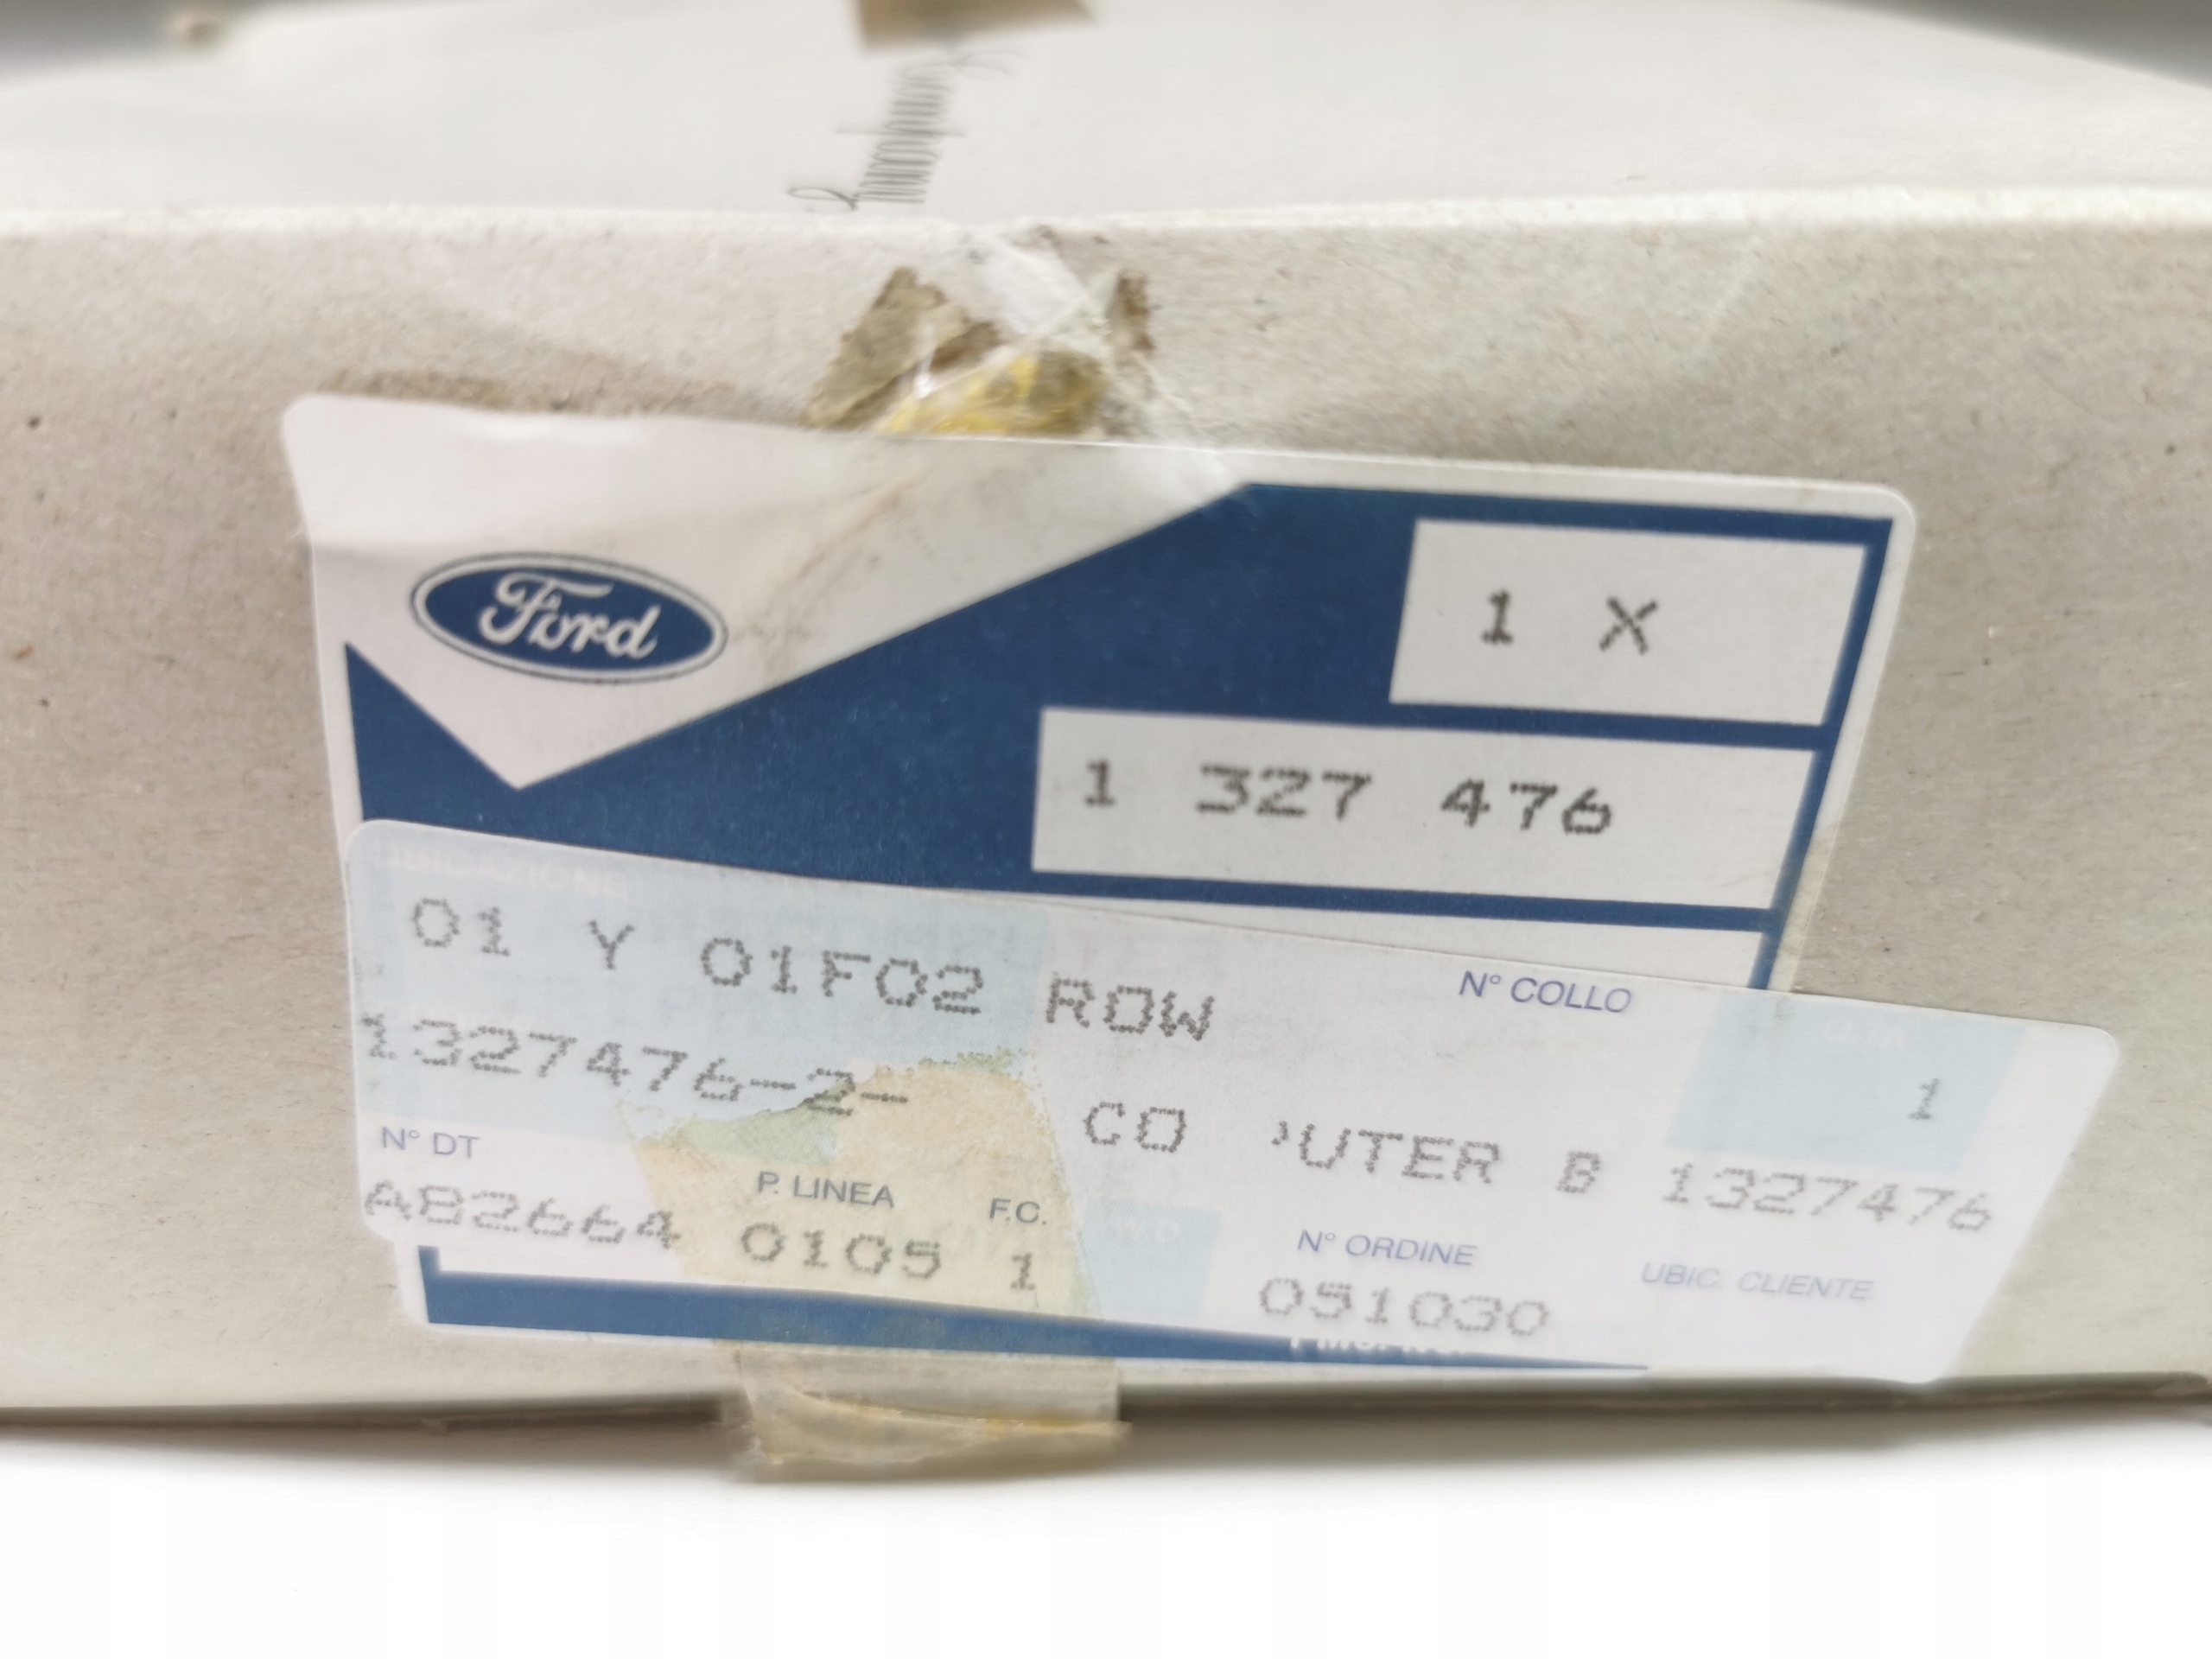 Ford
1 X
1 327 476
UBICAZIONE
01 Y 01F02 ROW
N° COLLO
1
1327476-2-
CO 'UTER B 1327476
N° DT
P. LINEA
F.C.
N° ORDINE
UBIC. CLIENTE
A82664 0105 1
051030